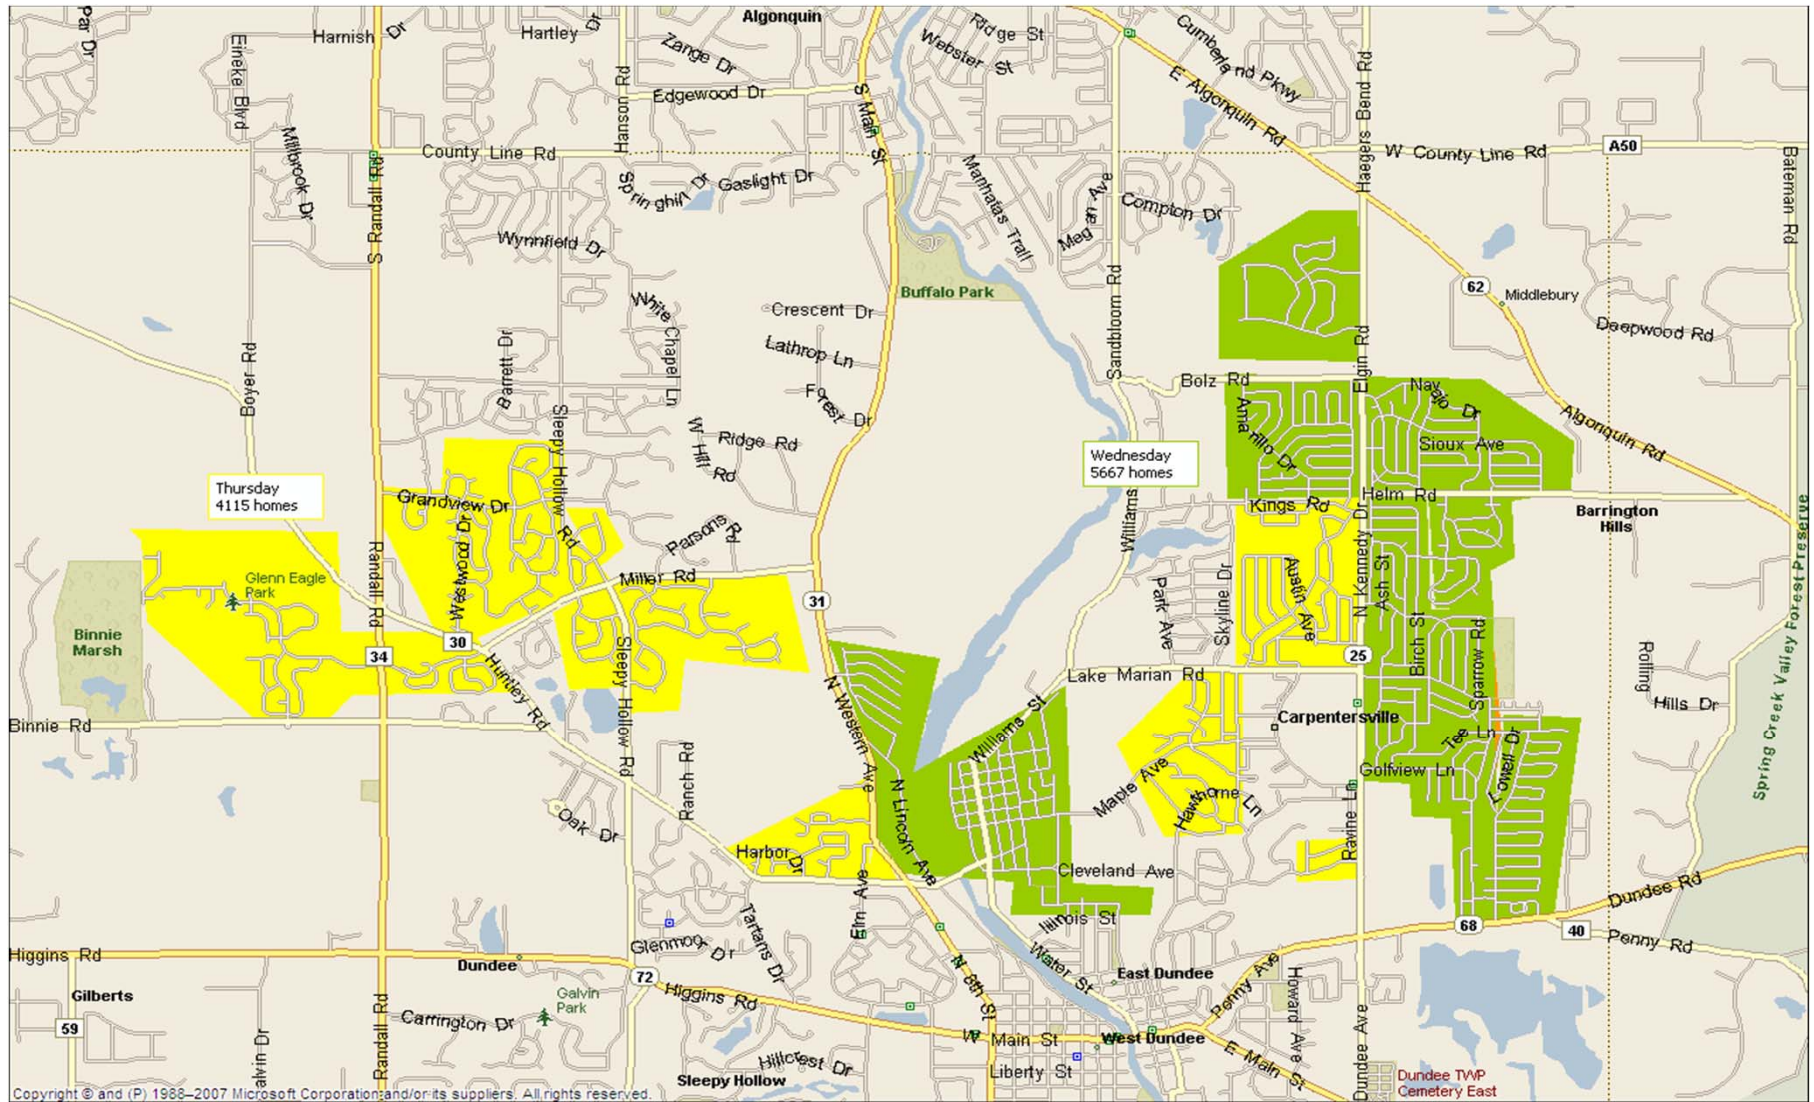 Par Dr
Eineke Blvd
Harnish Dr
Hartley Dr
Algonquin
Ridge St
Webster St
Cumberland Pkwy
Zange Dr
Hanson Rd
Edgewood Dr
S Main St
E Algonquin Rd
Haegers Bend Rd
Millbrook Dr
S Randall Rd
County Line Rd
W County Line Rd
A50
Bateman Rd
Springhill Dr
Gaslight Dr
Manhatas Trail
Megan Ave
Compton Dr
Wynnfield Dr
Buffalo Park
White Chapel Ln
Crescent Dr
Sandbloom Rd
62
Middlebury
Deepwood Rd
Boyer Rd
Barrett Dr
Lathrop Ln
Forest Dr
Elgin Rd
Bolz Rd
Navajo Dr
Amarillo Dr
Sioux Ave
Algonquin Rd
Sleepy Hollow Rd
W Hill Rd
Ridge Rd
Wednesday
5667 homes
Thursday
4115 homes
Grandview Dr
Westwood Dr
Parsons Rd
Williams
Kings Rd
Helm Rd
Barrington
Hills
Randall Rd
Glenn Eagle
Park
Miller Rd
31
Park Ave
Skyline Dr
Austin Ave
N Kennedy Dr
Ash St
Birch St
Sparrow Rd
Binnie
Marsh
30
34
25
Huntley Rd
Sleepy Hollow Rd
Lake Marian Rd
Rolling
Hills Dr
Spring Creek Valley Forest Preserve
Binnie Rd
N Western Ave
Williams St
Carpentersville
Tee Ln
Lowell Dr
Golfview Ln
Ranch Rd
N Lincoln Ave
Maple Ave
Hawthorne Ln
Oak Dr
Harbor Dr
Ravine Ln
Cleveland Ave
Elm Ave
Dundee Rd
68
40
Penny Rd
Illinois St
Tartans Dr
Glenmoor Dr
Higgins Rd
Dundee
72
Higgins Rd
Water St
East Dundee
Penny Ave
Howard Ave
Gilberts
59
Galvin
Park
Carrington Dr
Randall Rd
alvin Dr
N 8th St
W Main St
West Dundee
E Main St
Main St
Dundee Ave
Hillcrest Dr
Sleepy Hollow
Liberty St
Dundee TWP
Cemetery East
Copyright © and (P) 1988–2007 Microsoft Corporation and/or its suppliers. All rights reserved.